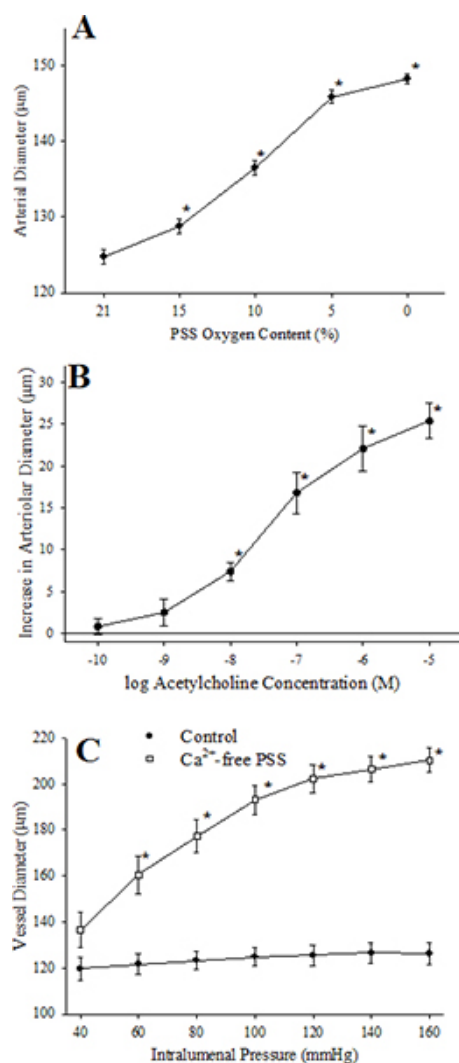 A
Arterial Diameter (μm)
150
140
130
120
*
*
*
*
21 15 10 5 0
PSS Oxygen Content (%)
B
Increase in Arteriolar Diameter (μm)
30
25
20
15
10
5
0
*
*
*
*
-10 -9 -8 -7 -6 -5
log Acetylcholine Concentration (M)
C
Control
Ca²⁺-free PSS
Vessel Diameter (μm)
220
200
180
160
140
120
100
*
*
*
*
*
*
40 60 80 100 120 140 160
Intralumenal Pressure (mmHg)